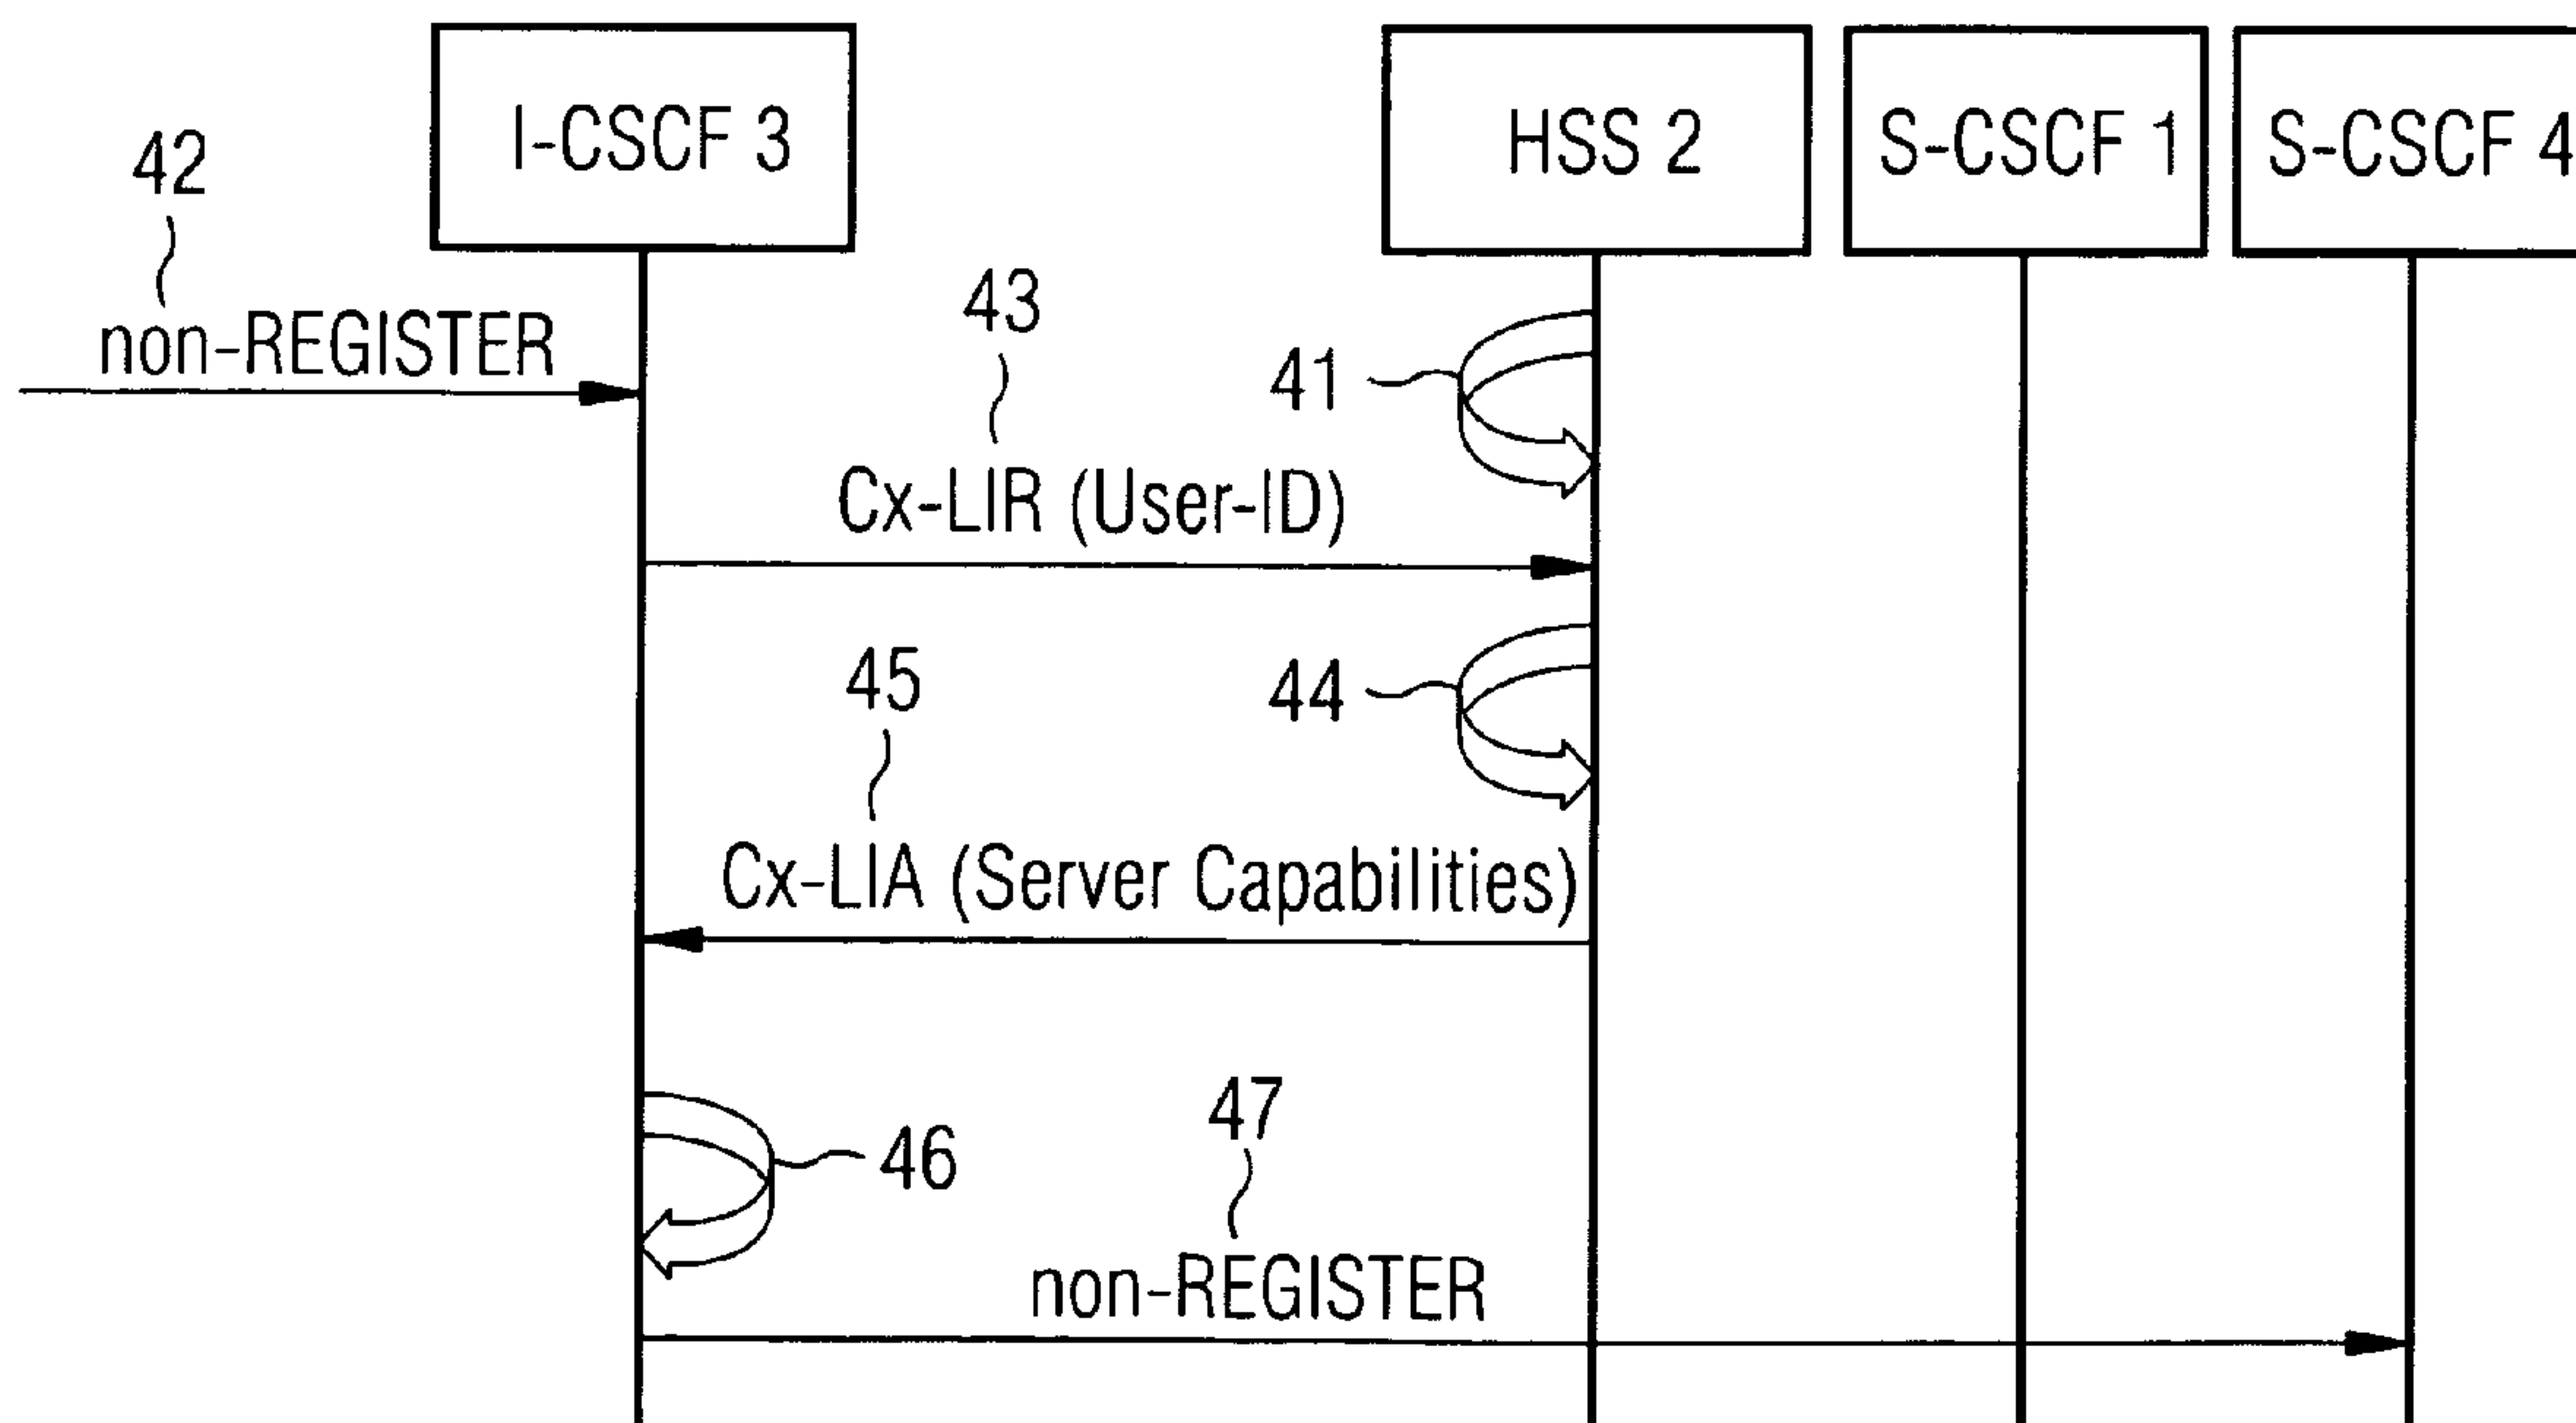 I-CSCF 3
HSS 2
S-CSCF 1
S-CSCF 4
42
non-REGISTER
43
Cx-LIR (User-ID)
41
44
45
Cx-LIA (Server Capabilities)
46
47
non-REGISTER